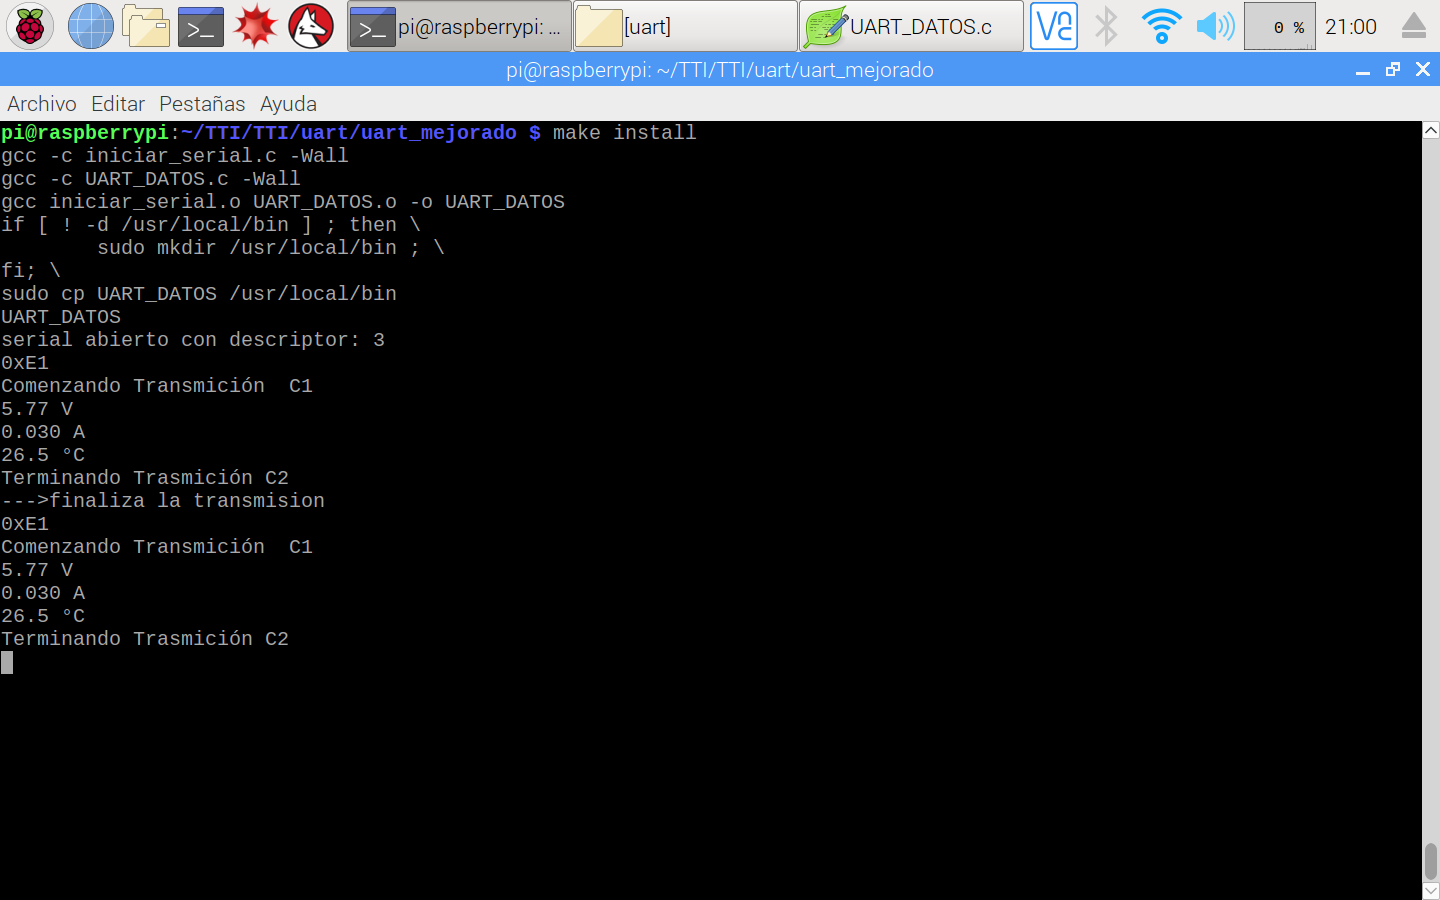 pi@raspberrypi: ... [uart] UART_DATOS.c 0 % 21:00
pi@raspberrypi: ~/TTI/TTI/uart/uart_mejorado
Archivo Editar Pestañas Ayuda
pi@raspberrypi:~/TTI/TTI/uart/uart_mejorado $ make install
gcc -c iniciar_serial.c -Wall
gcc -c UART_DATOS.c -Wall
gcc iniciar_serial.o UART_DATOS.o -o UART_DATOS
if [ ! -d /usr/local/bin ] ; then \
        sudo mkdir /usr/local/bin ; \
fi; \
sudo cp UART_DATOS /usr/local/bin
UART_DATOS
serial abierto con descriptor: 3
0xE1
Comenzando Transmición  C1
5.77 V
0.030 A
26.5 °C
Terminando Trasmición C2
--->finaliza la transmision
0xE1
Comenzando Transmición  C1
5.77 V
0.030 A
26.5 °C
Terminando Trasmición C2